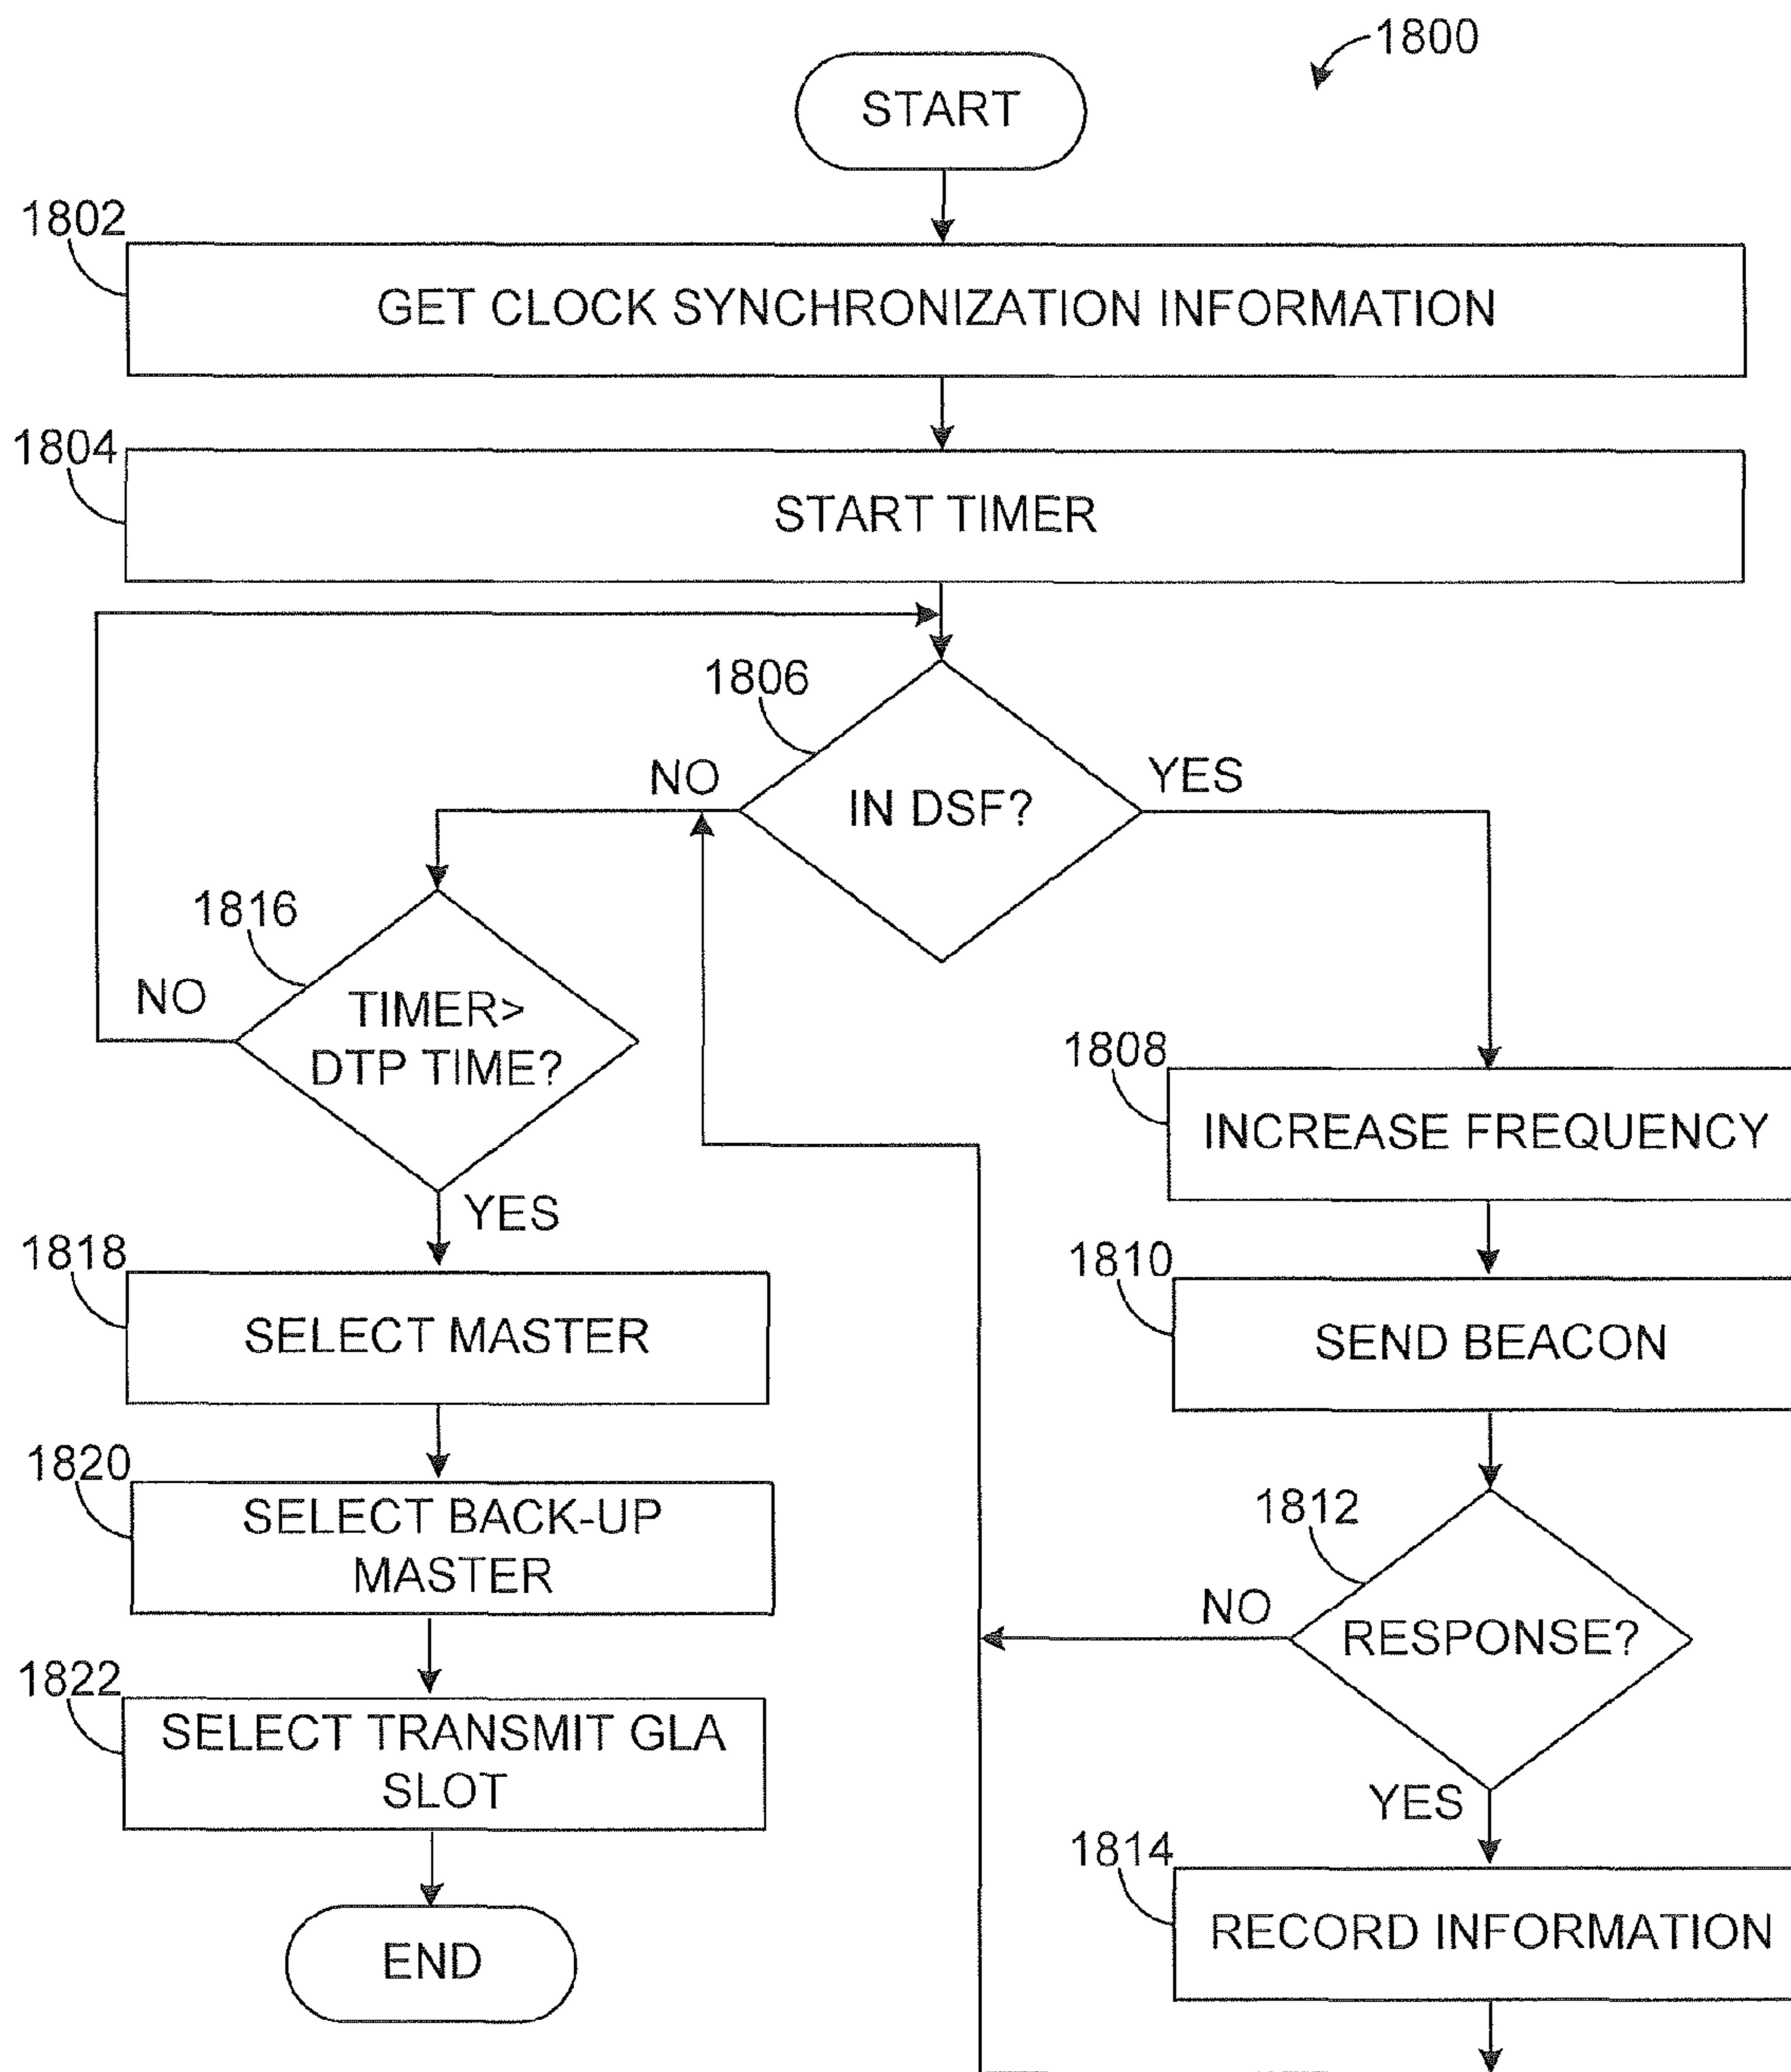 1800
START
1802
GET CLOCK SYNCHRONIZATION INFORMATION
1804
START TIMER
1806
NO
YES
IN DSF?
1816
NO
TIMER>
DTP TIME?
YES
1808
INCREASE FREQUENCY
1810
SEND BEACON
1812
NO
RESPONSE?
YES
1814
RECORD INFORMATION
1818
SELECT MASTER
1820
SELECT BACK-UP
MASTER
1822
SELECT TRANSMIT GLA
SLOT
END